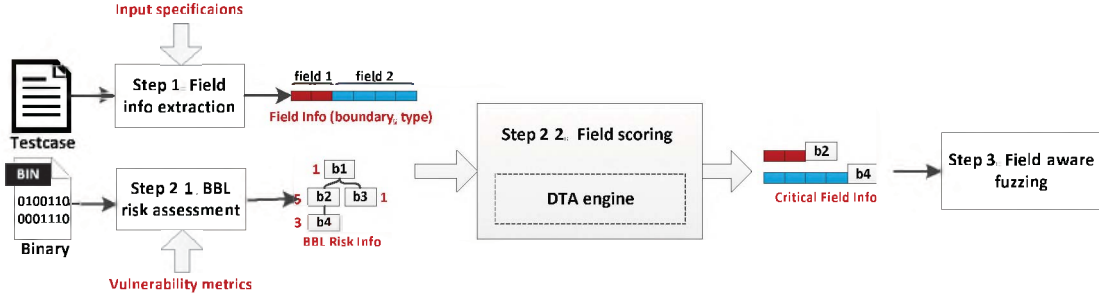 Input specificaions
Testcase
Step 1. Field
info extraction
field 1
field 2
Field Info (boundary, type)
BIN
0100110
0001110
Binary
Step 2 1. BBL
risk assessment
Vulnerability metrics
1 b1
5 b2 b3 1
3 b4
BBL Risk Info
Step 2 2. Field scoring
DTA engine
b2
b4
Critical Field Info
Step 3. Field aware
fuzzing